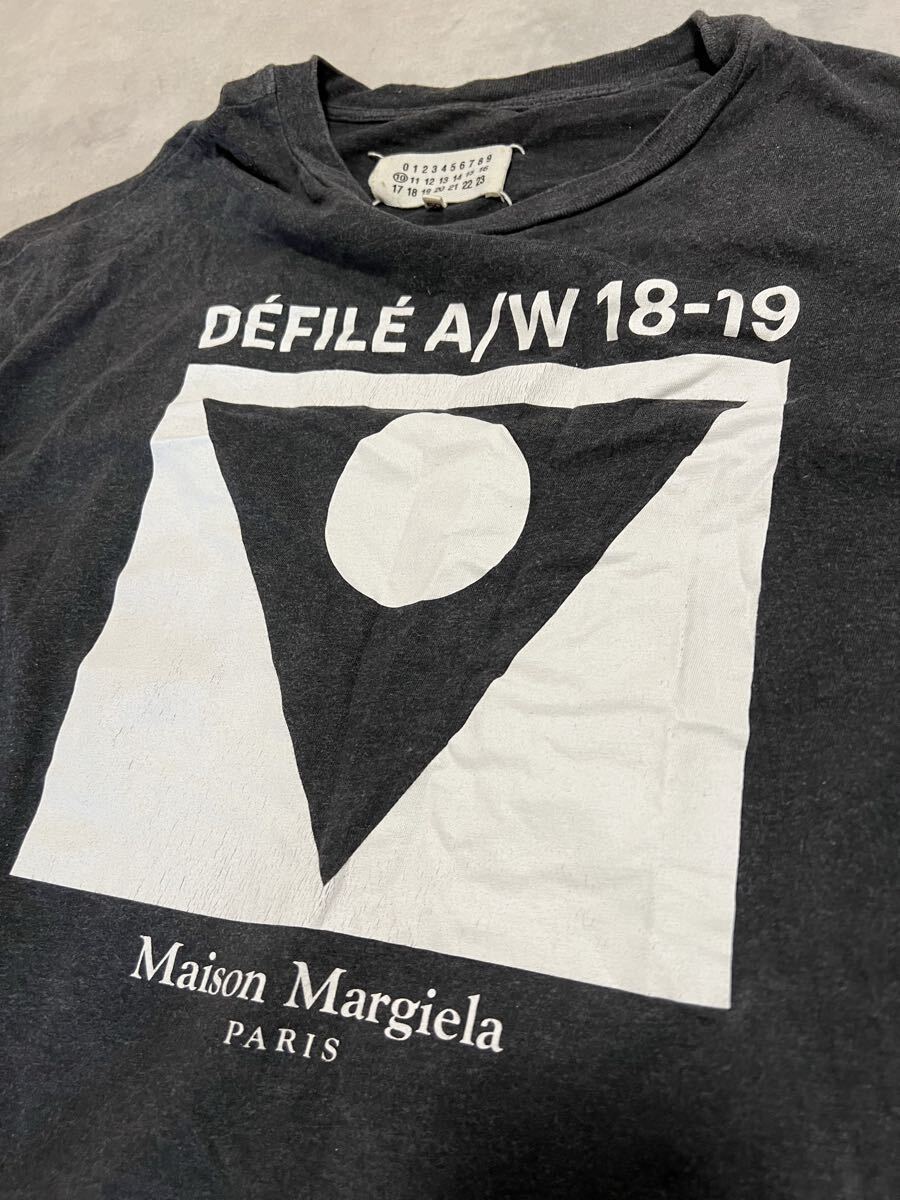 0 1 2 3 4 5 6 7 8 9
10 11 12 13 14 15 16
17 18 19 20 21 22 23
DÉFILÉ A/W 18-19
Maison Margiela
PARIS